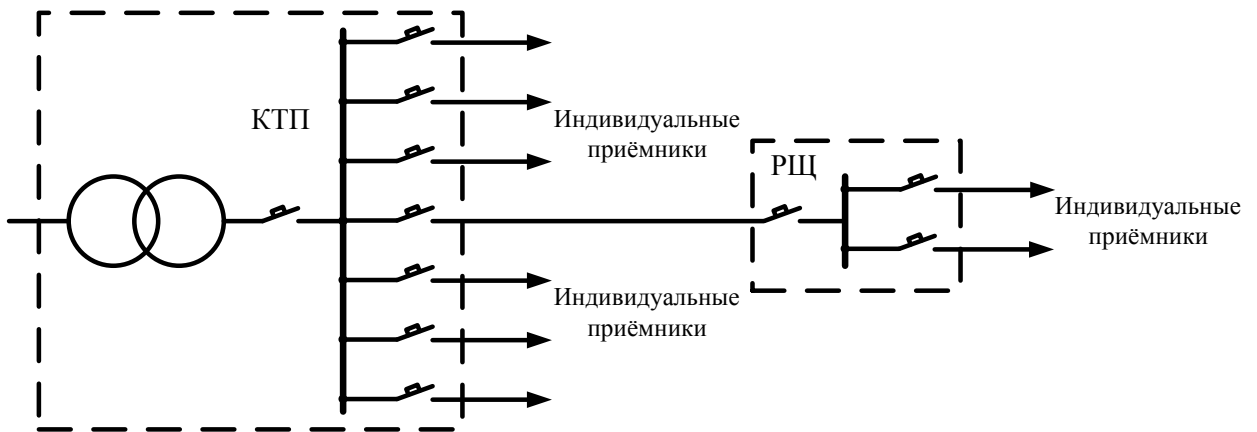 КТП
Индивидуальные
приёмники
РЩ
Индивидуальные
приёмники
Индивидуальные
приёмники